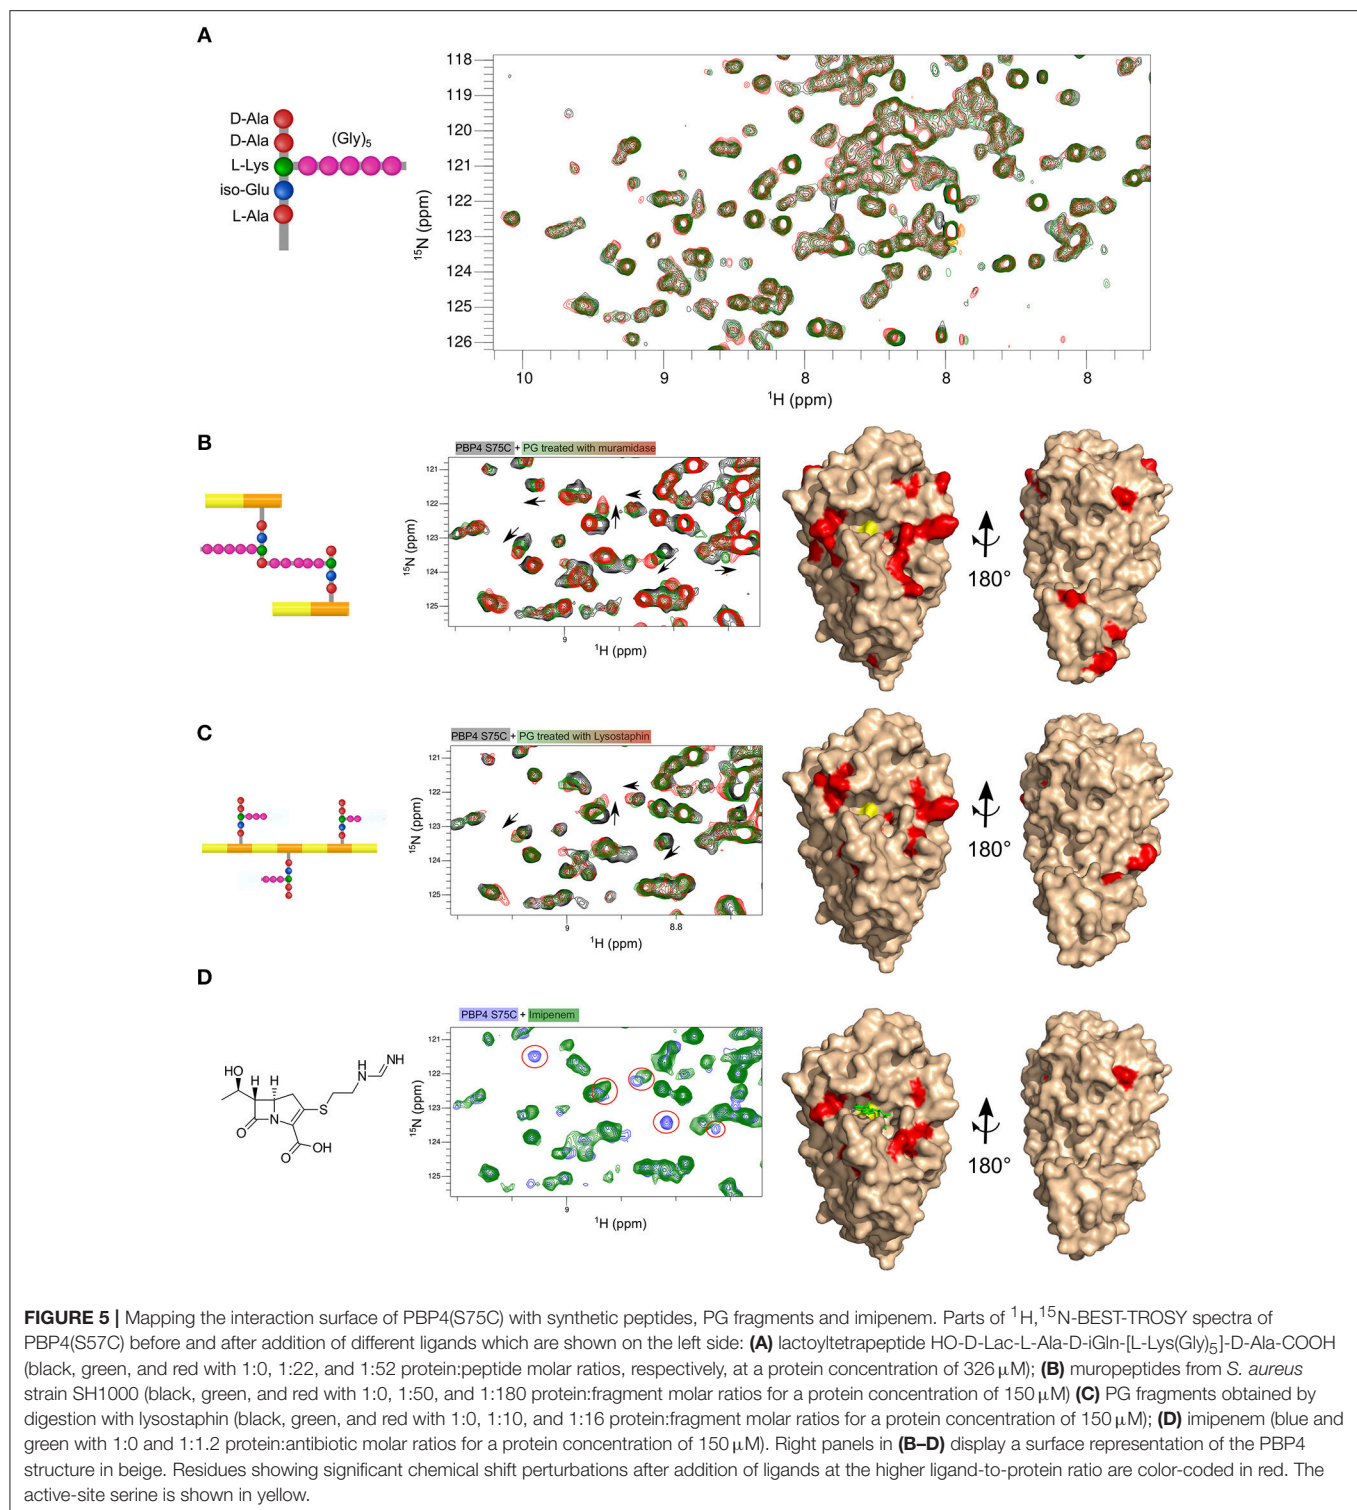 A
D-Ala
D-Ala
L-Lys
iso-Glu
L-Ala
(Gly)5
118
119
120
121
122
123
124
125
126
15N (ppm)
10
9
8
8
8
1H (ppm)
B
PBP4 S75C + PG treated with muramidase
121
122
123
124
125
15N (ppm)
9
1H (ppm)
180°
C
PBP4 S75C + PG treated with Lysostaphin
121
122
123
124
125
15N (ppm)
9
8.8
1H (ppm)
180°
D
HO
H
H
H
N
NH
S
N
O
O
OH
PBP4 S75C + Imipenem
121
122
123
124
125
15N (ppm)
9
1H (ppm)
180°
FIGURE 5 | Mapping the interaction surface of PBP4(S75C) with synthetic peptides, PG fragments and imipenem. Parts of 1H,15N-BEST-TROSY spectra of
PBP4(S57C) before and after addition of different ligands which are shown on the left side: (A) lactoyltetrapeptide HO-D-Lac-L-Ala-D-iGln-[L-Lys(Gly)5]-D-Ala-COOH
(black, green, and red with 1:0, 1:22, and 1:52 protein:peptide molar ratios, respectively, at a protein concentration of 326 µM); (B) muropeptides from S. aureus
strain SH1000 (black, green, and red with 1:0, 1:50, and 1:180 protein:fragment molar ratios for a protein concentration of 150 µM) (C) PG fragments obtained by
digestion with lysostaphin (black, green, and red with 1:0, 1:10, and 1:16 protein:fragment molar ratios for a protein concentration of 150 µM); (D) imipenem (blue and
green with 1:0 and 1:1.2 protein:antibiotic molar ratios for a protein concentration of 150 µM). Right panels in (B–D) display a surface representation of the PBP4
structure in beige. Residues showing significant chemical shift perturbations after addition of ligands at the higher ligand-to-protein ratio are color-coded in red. The
active-site serine is shown in yellow.